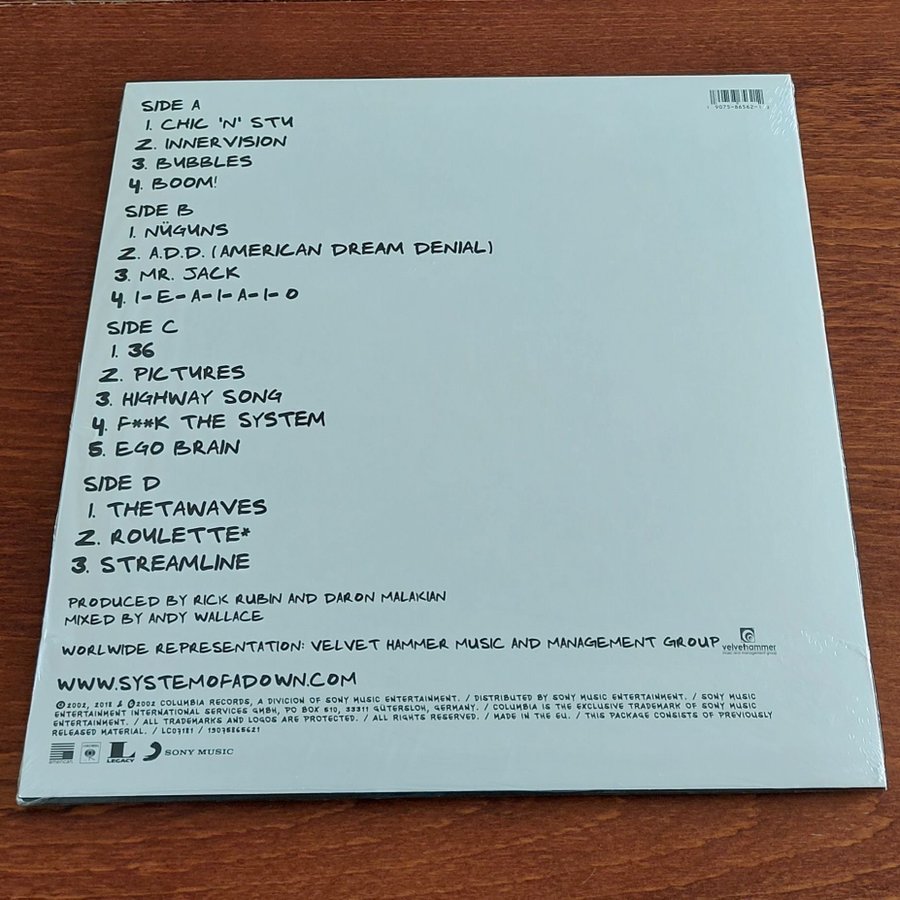 SIDE A
1. CHIC 'N' STU
2. INNERVISION
3. BUBBLES
4. BOOM!
SIDE B
1. NÜGUNS
2. A.D.D. (AMERICAN DREAM DENIAL)
3. MR. JACK
4. I-E-A-I-A-I-O
SIDE C
1. 36
2. PICTURES
3. HIGHWAY SONG
4. F**K THE SYSTEM
5. EGO BRAIN
SIDE D
1. THETAWAVES
2. ROULETTE*
3. STREAMLINE
PRODUCED BY RICK RUBIN AND DARON MALAKIAN
MIXED BY ANDY WALLACE
WORLWIDE REPRESENTATION: VELVET HAMMER MUSIC AND MANAGEMENT GROUP
velvethammer
music and management group
WWW.SYSTEMOFADOWN.COM
©2002, 2018 & ℗2002 COLUMBIA RECORDS, A DIVICION OF SONY MUSIC ENTERTAINMENT. / DISTRIBUTED BY SONY MUSIC ENTERTAINMENT. / SONY MUSIC
ENTERTAINMENT INTERNATIONAL SERVICES GMBH, PO BOX 610, 33311 GÜTERSLOH, GERMANY. / COLUMBIA IS THE EXCLUSIVE TRADEMARK OF SONY MUSIC
ENTERTAINMENT. / ALL TRADEMARKS AND LOGOS ARE PROTECTED. / ALL RIGHTS RESERVED. / MADE IN THE EU. / THIS PACKAGE CONSISTS OF PREVIOUSLY
RELEASED MATERIAL. / LC07181 / 19075865621
american
COLUMBIA
LEGACY
SONY MUSIC